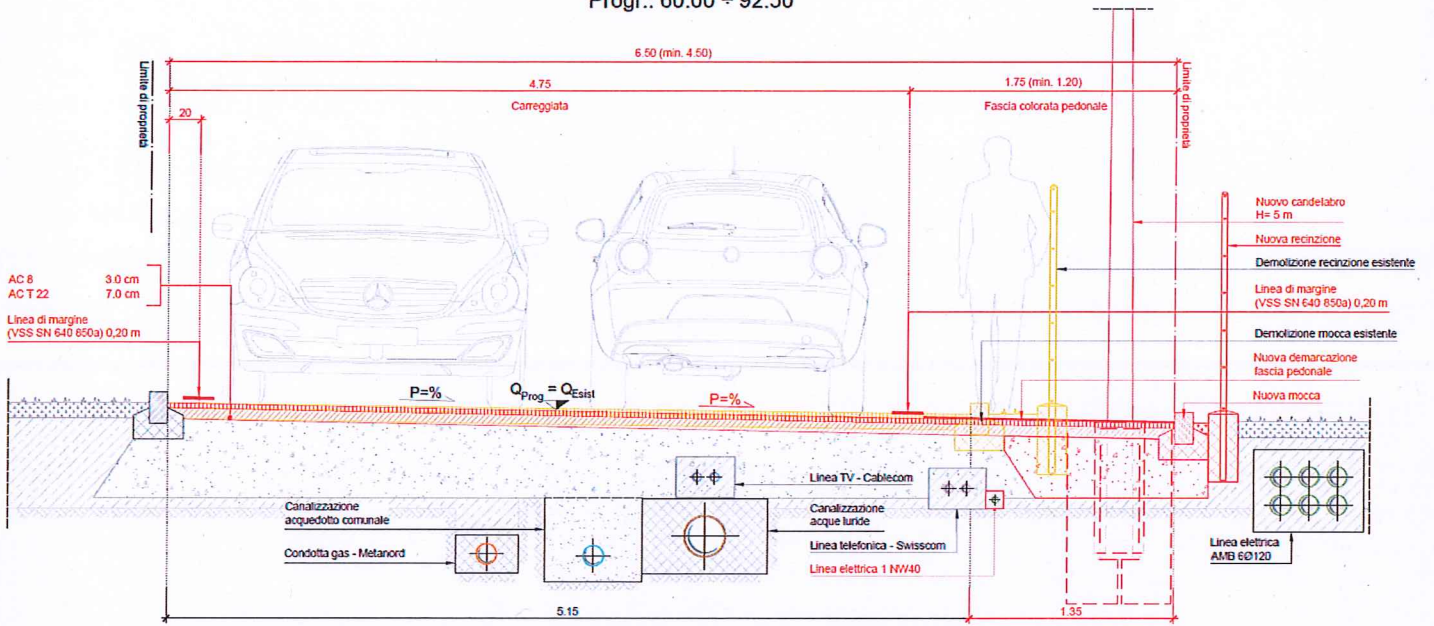 Progr.: 60.00 ÷ 92.50
6.50 (min. 4.50)
Limite di proprietà
4.75
1.75 (min. 1.20)
Limite di proprietà
Carreggiata
Fascia colorata pedonale
20
Nuovo candelabro
H= 5 m
Nuova recinzione
Demolizione recinzione esistente
AC 8 3.0 cm
AC T 22 7.0 cm
Linea di margine
(VSS SN 640 850a) 0,20 m
Linea di margine
(VSS SN 640 850a) 0,20 m
Demolizione mocca esistente
Nuova demarcazione
fascia pedonale
Nuova mocca
P=%
QProg = QEsist
P=%
Linea TV - Cablecom
Canalizzazione
acquedotto comunale
Canalizzazione
acque luride
Condotta gas - Metanord
Linea telefonica - Swisscom
Linea elettrica 1 NW40
Linea elettrica
AMB 6Ø120
5.15
1.35